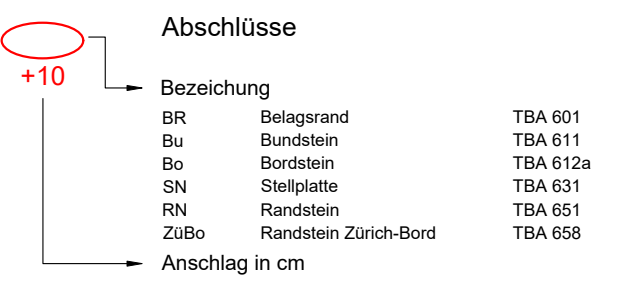 Abschlüsse
+10
Bezeichung
BR Belagsrand TBA 601
Bu Bundstein TBA 611
Bo Bordstein TBA 612a
SN Stellplatte TBA 631
RN Randstein TBA 651
ZüBo Randstein Zürich-Bord TBA 658
Anschlag in cm